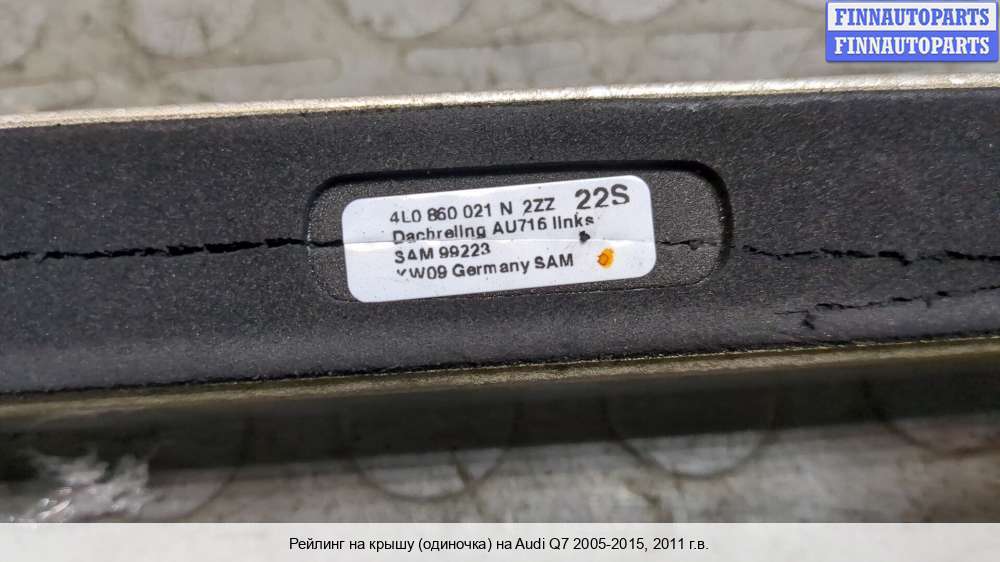 FINNAUTOPARTS
FINNAUTOPARTS
4L0 860 021 N 2ZZ 22S
Dachreling AU716 links
SAM 99223
KW09 Germany SAM
Рейлинг на крышу (одиночка) на Audi Q7 2005-2015, 2011 г.в.